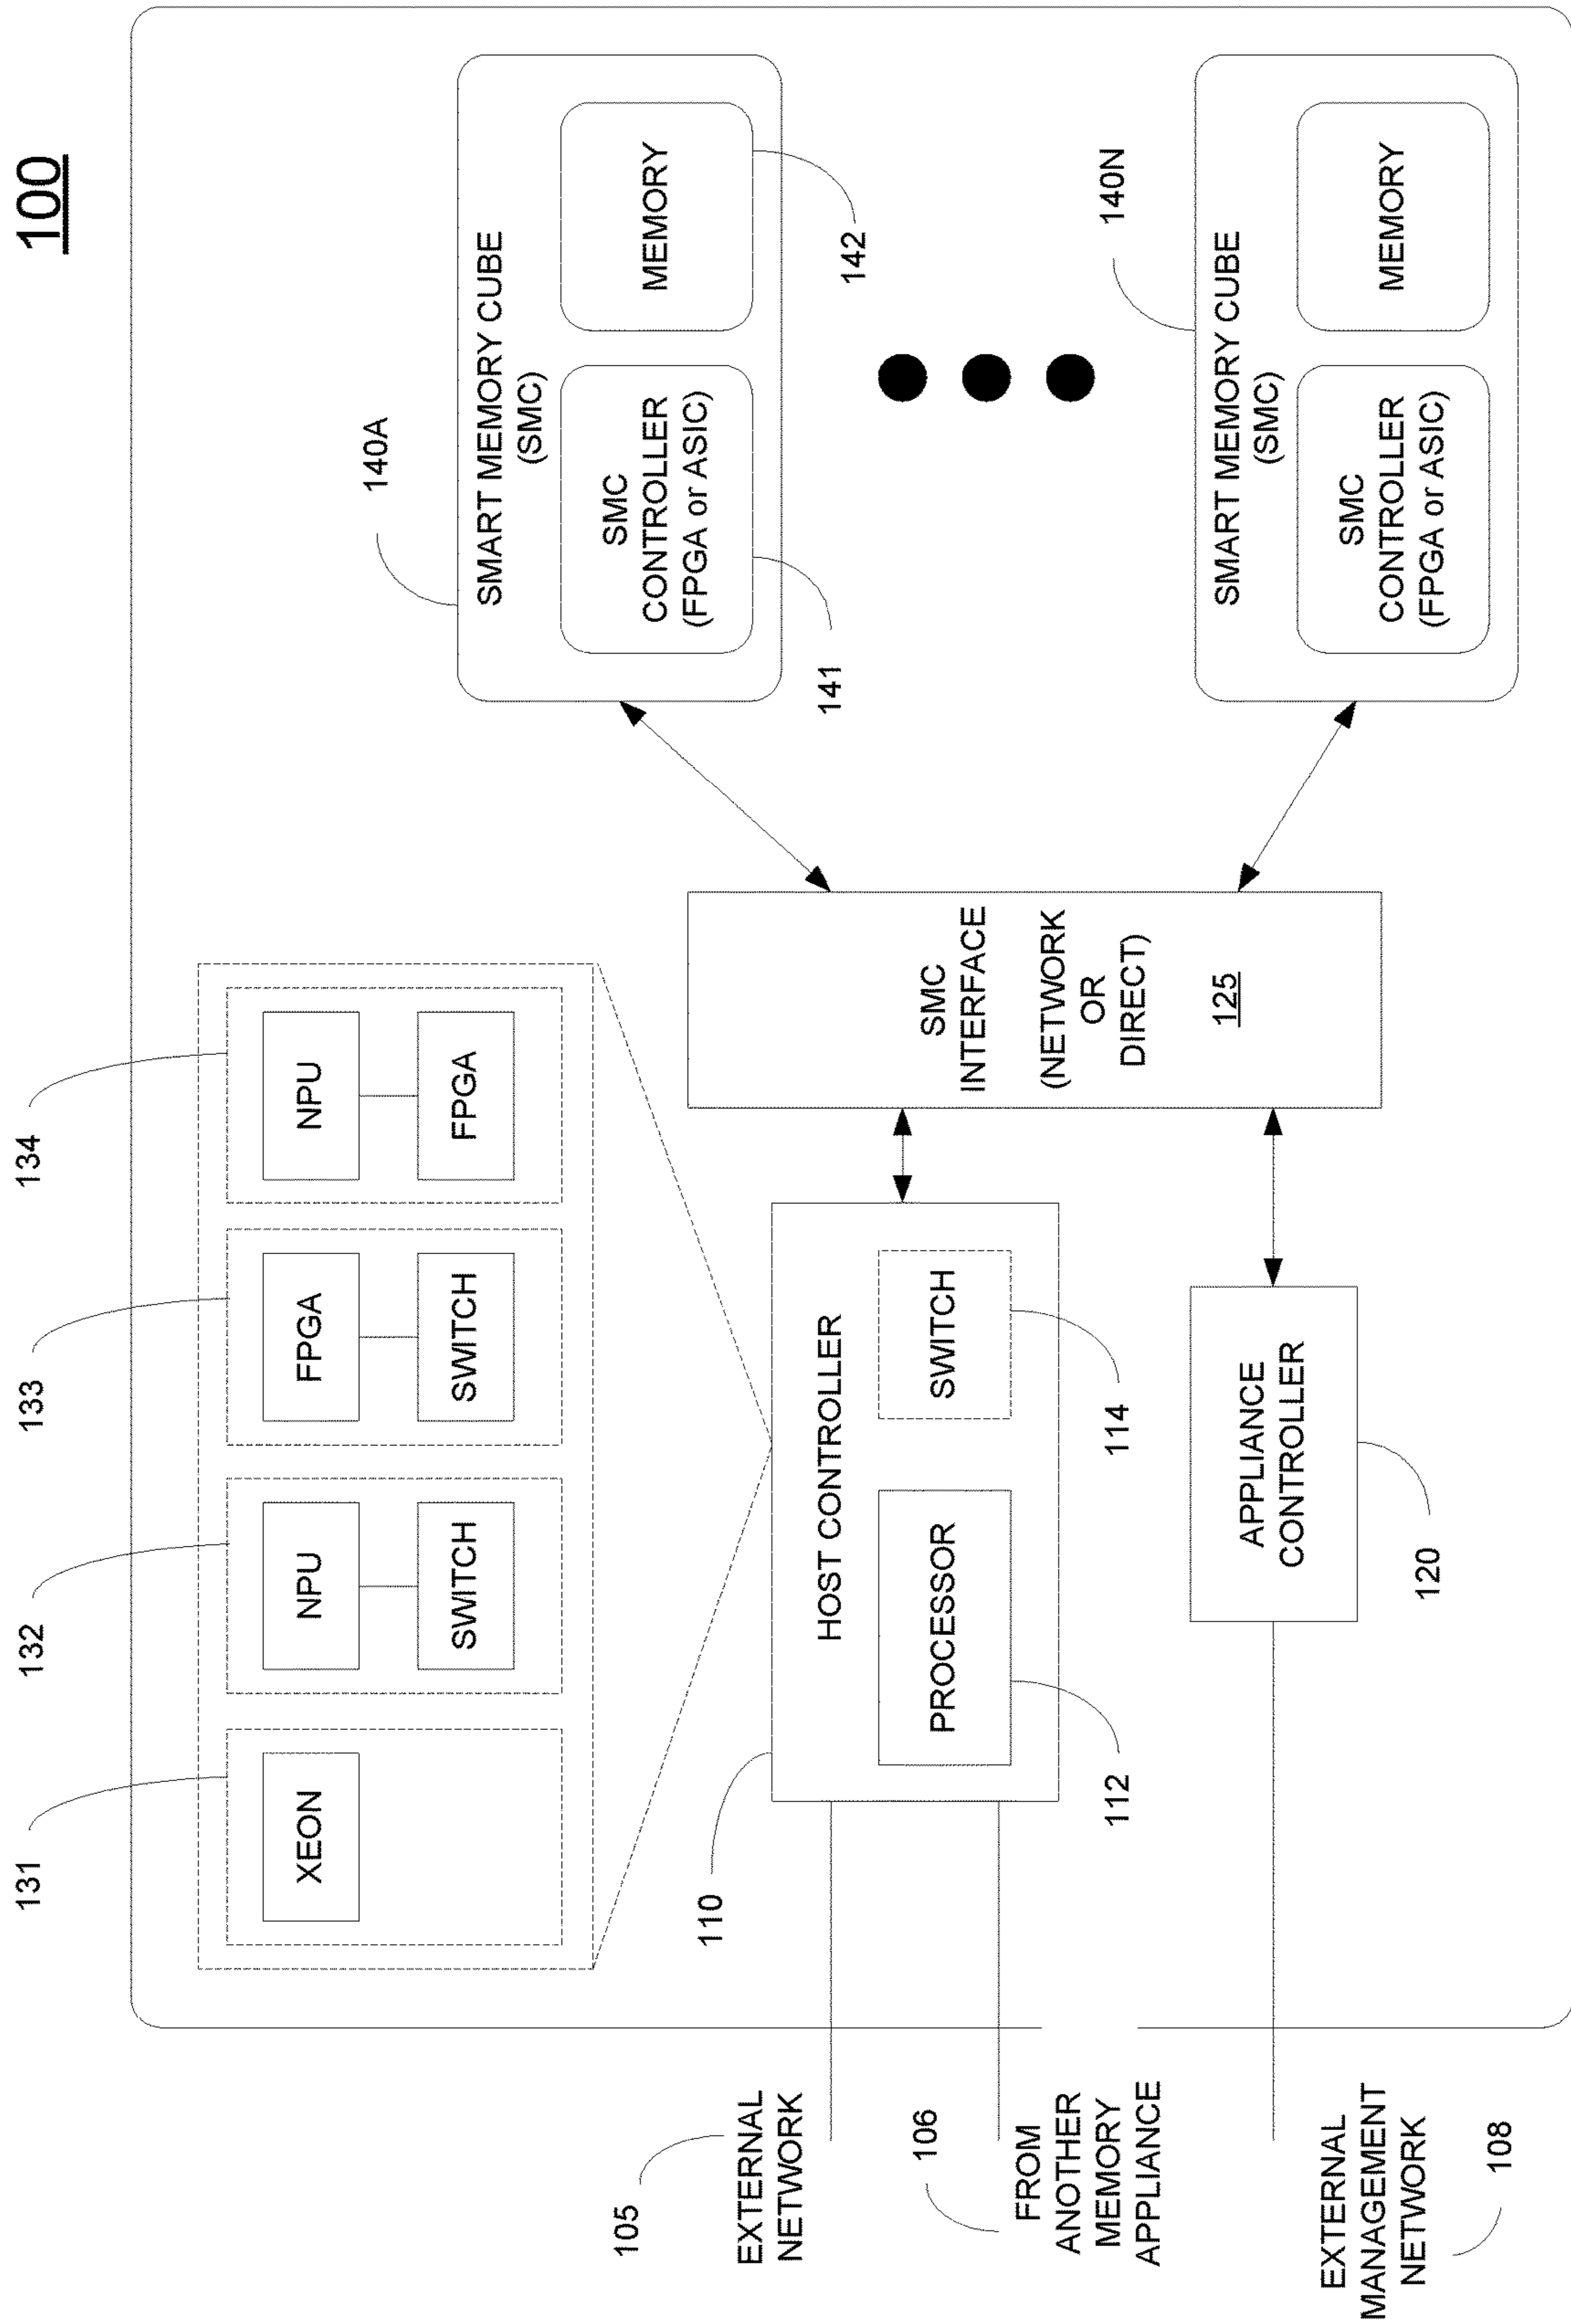 100
134
133
132
131
NPU
FPGA
FPGA
SWITCH
NPU
SWITCH
XEON
140A
SMART MEMORY CUBE
(SMC)
SMC
CONTROLLER
(FPGA or ASIC)
MEMORY
141
142
140N
SMART MEMORY CUBE
(SMC)
SMC
CONTROLLER
(FPGA or ASIC)
MEMORY
SMC
INTERFACE
(NETWORK
OR
DIRECT)
125
110
HOST CONTROLLER
PROCESSOR
SWITCH
112
114
APPLIANCE
CONTROLLER
120
105
EXTERNAL
NETWORK
106
FROM
ANOTHER
MEMORY
APPLIANCE
EXTERNAL
MANAGEMENT
NETWORK
108